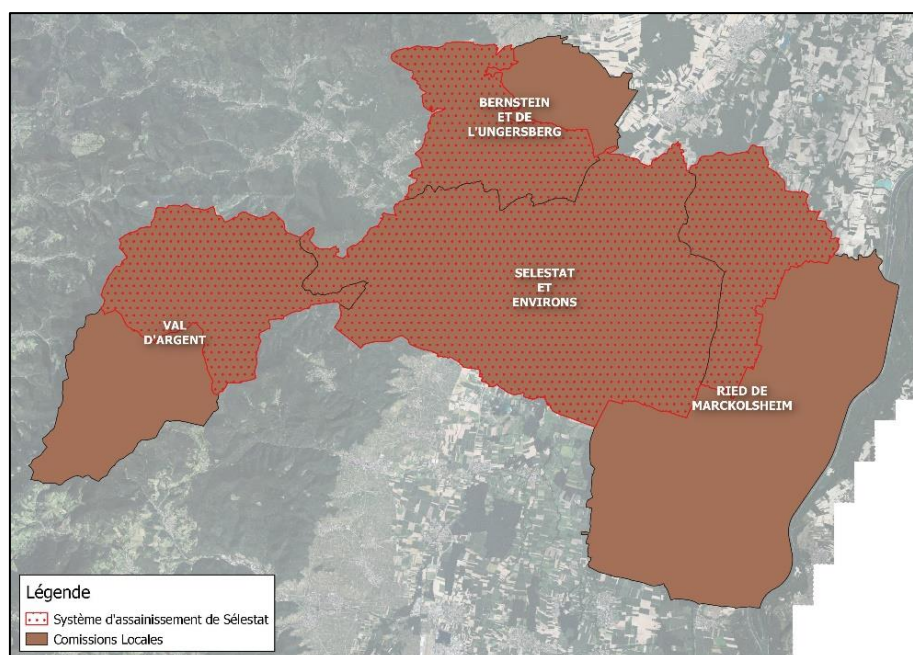 BERNSTEIN
ET DE
L'UNGERSBERG
SELESTAT
ET
ENVIRONS
VAL
D'ARGENT
RIED DE
MARCKOLSHEIM
Légende
Système d'assainissement de Sélestat
Comissions Locales